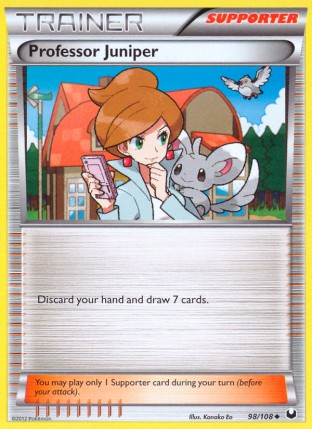 TRAINER SUPPORTER
Professor Juniper
Discard your hand and draw 7 cards.
You may play only 1 Supporter card during your turn (before
your attack).
©2012 Pokémon Illus. Kanako Eo 98/108